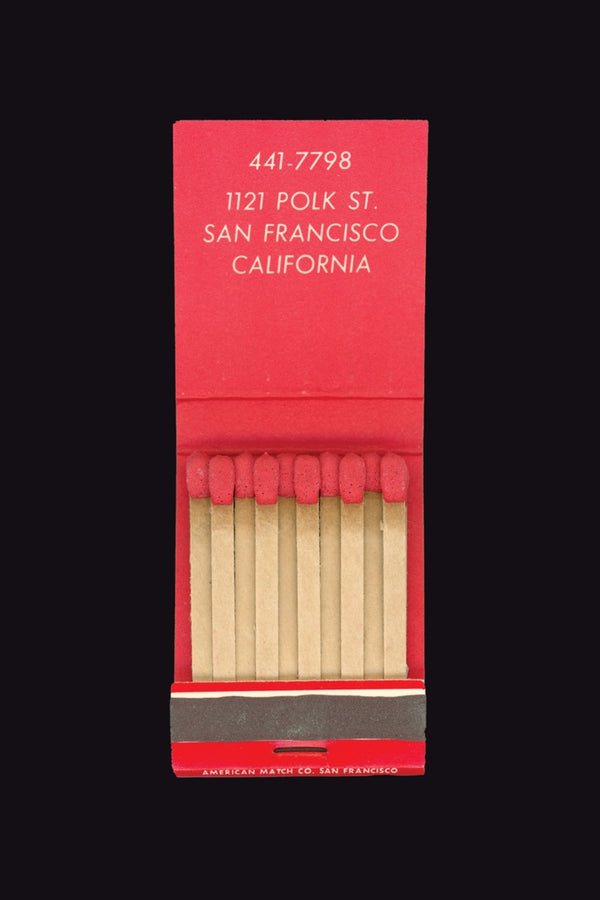 441-7798
1121 POLK ST.
SAN FRANCISCO
CALIFORNIA
AMERICAN MATCH CO. SAN FRANCISCO